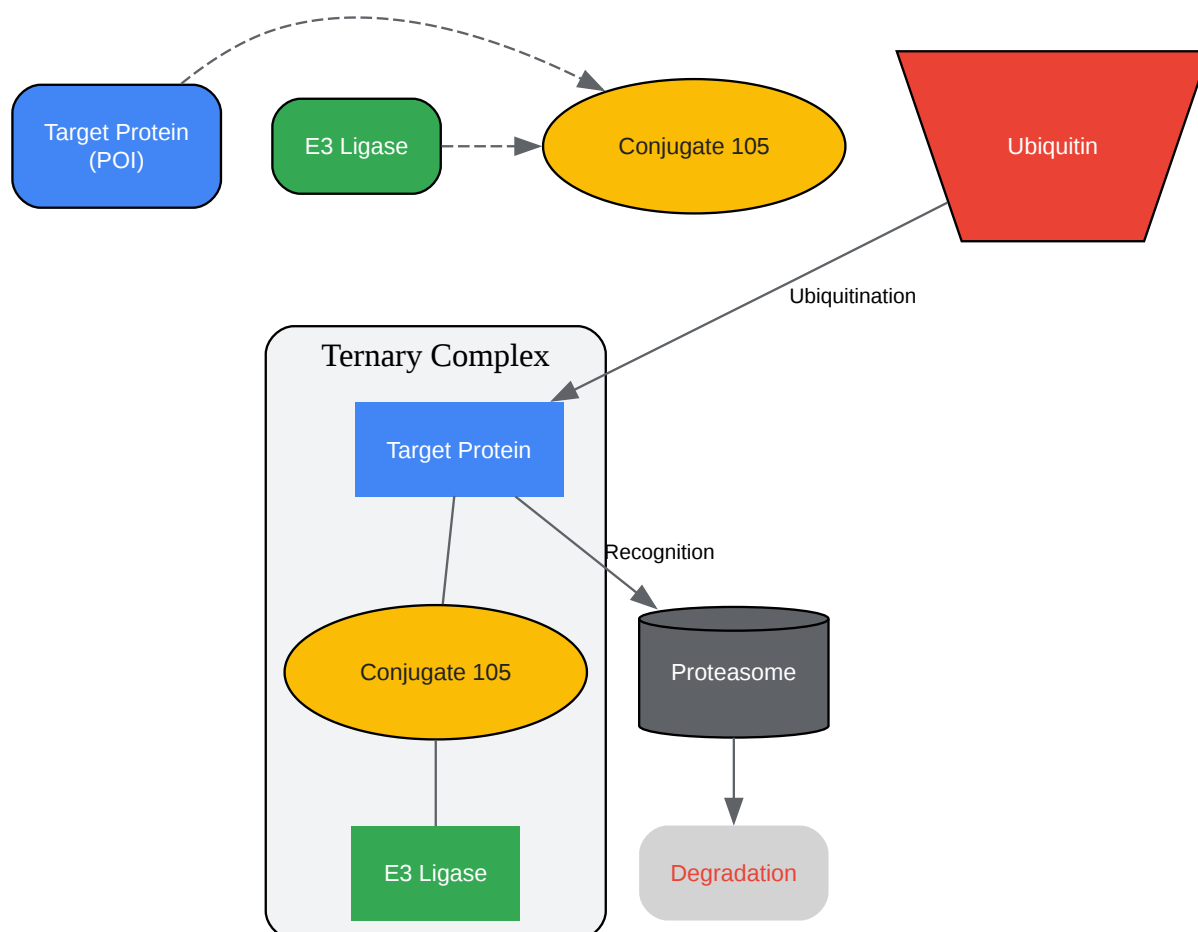 Target Protein
(POI)
E3 Ligase
Conjugate 105
Ubiquitin
Ubiquitination
Ternary Complex
Target Protein
Recognition
Conjugate 105
Proteasome
E3 Ligase
Degradation